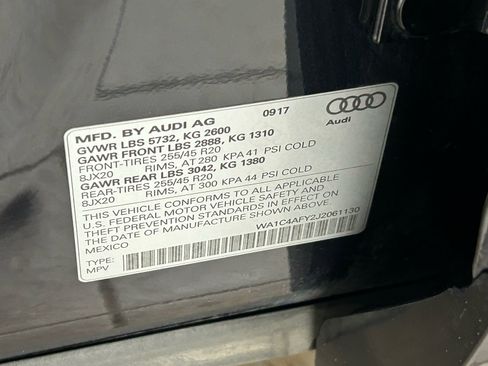 MFD. BY AUDI AG 09'17
Audi
GVWR LBS 5732, KG 2600
GAWR FRONT LBS 2888, KG 1310
FRONT-TIRES 255/45 R20
8JX20 RIMS, AT 280 KPA 41 PSI COLD
GAWR REAR LBS 3042, KG 1380
REAR-TIRES 255/45 R20
8JX20 RIMS, AT 300 KPA 44 PSI COLD
THIS VEHICLE CONFORMS TO ALL APPLICABLE
U.S. FEDERAL MOTOR VEHICLE SAFETY AND
THEFT PREVENTION STANDARDS IN EFFECT ON
THE DATE OF MANUFACTURE SHOWN ABOVE.
MEXICO
WA1C4AFY2J2061130
TYPE:
MPV